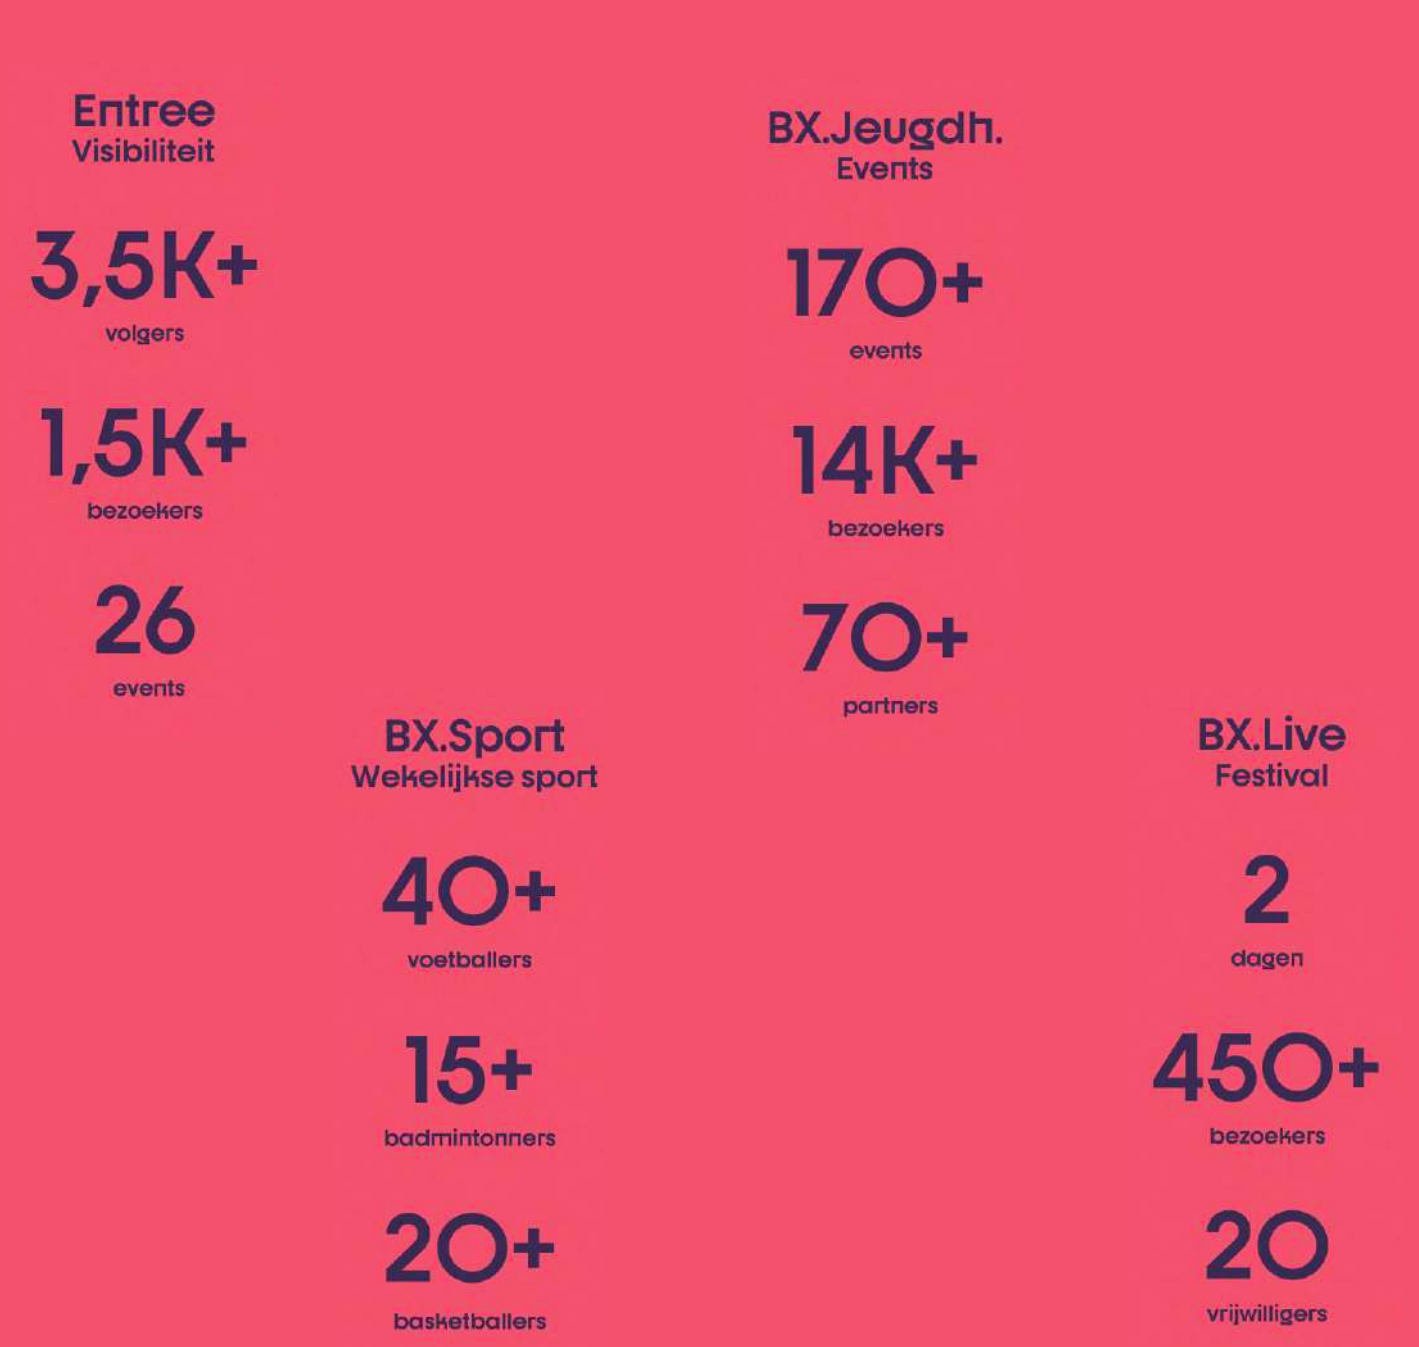 Entree
Visibiliteit
3,5K+
volgers
1,5K+
bezoekers
26
events
BX.Sport
Wekelijkse sport
40+
voetballers
15+
badmintonners
20+
basketballers
BX.Jeugdh.
Events
170+
events
14K+
bezoekers
70+
partners
BX.Live
Festival
2
dagen
450+
bezoekers
20
vrijwilligers